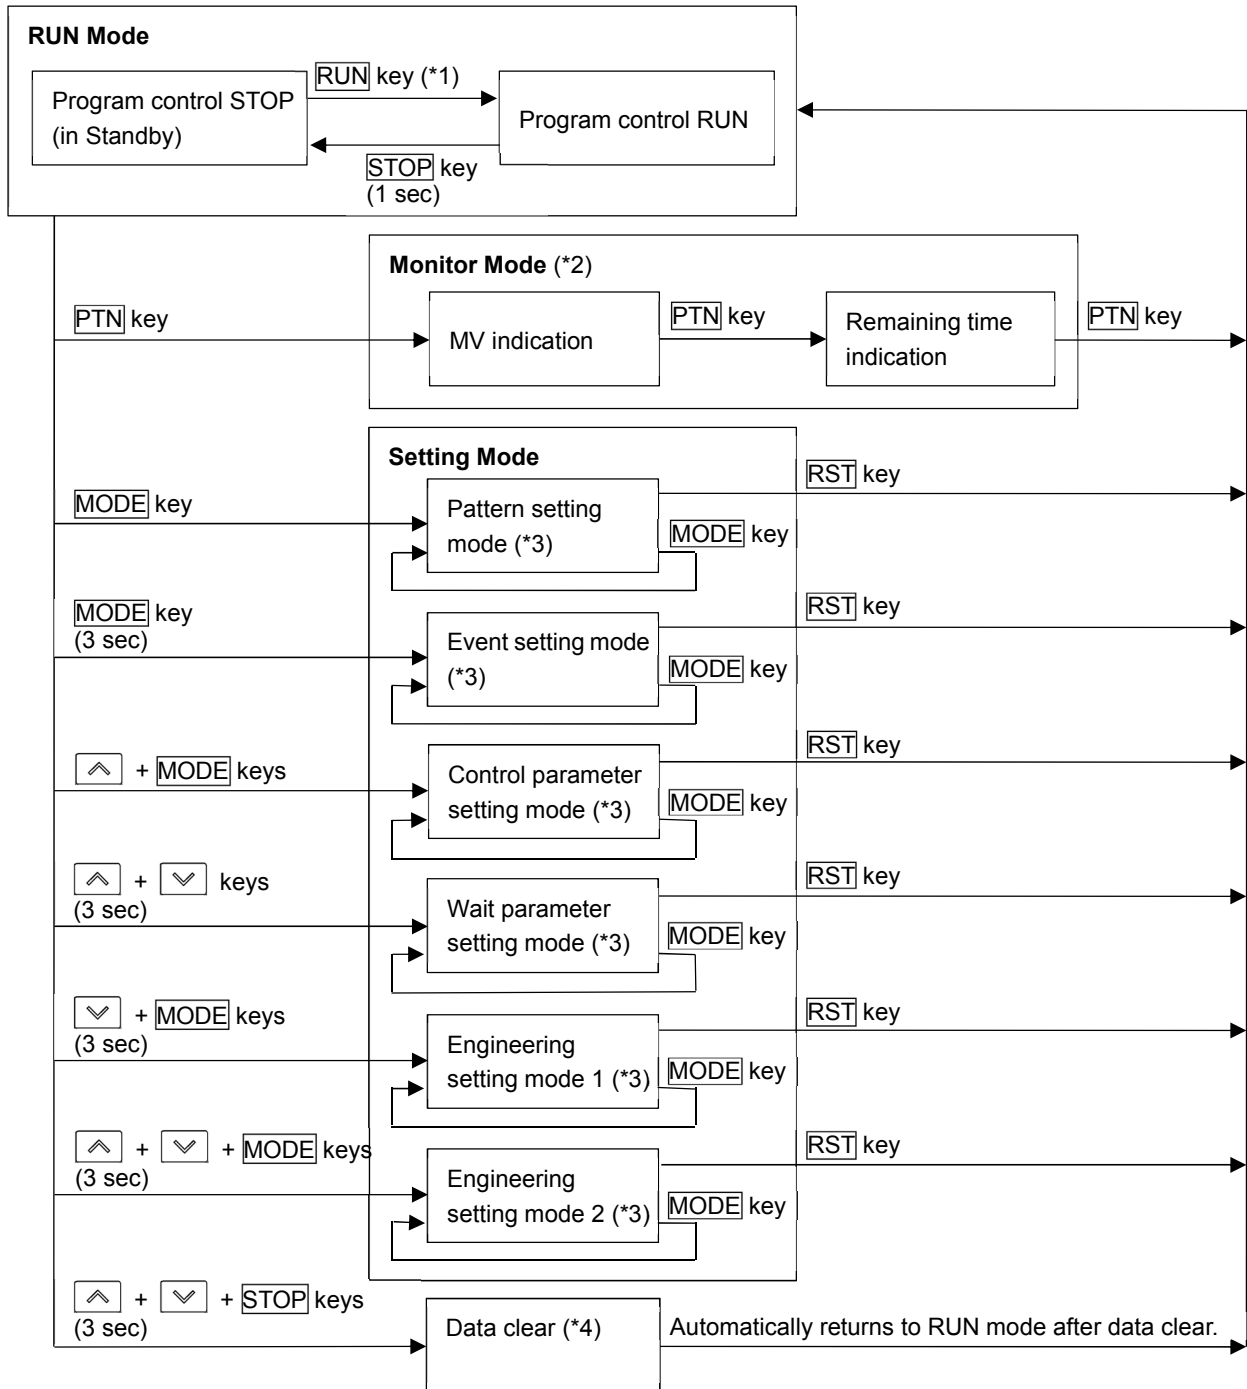 RUN Mode
RUN key (*1)
Program control STOP
(in Standby)
Program control RUN
STOP key
(1 sec)
Monitor Mode (*2)
PTN key
MV indication
PTN key
Remaining time
indication
PTN key
Setting Mode
MODE key
Pattern setting
mode (*3)
MODE key
RST key
MODE key
(3 sec)
Event setting mode
(*3)
MODE key
RST key
+ MODE keys
Control parameter
setting mode (*3)
MODE key
RST key
+ keys
(3 sec)
Wait parameter
setting mode (*3)
MODE key
RST key
+ MODE keys
(3 sec)
Engineering
setting mode 1 (*3)
MODE key
RST key
+ + MODE keys
(3 sec)
Engineering
setting mode 2 (*3)
MODE key
RST key
+ + STOP keys
(3 sec)
Data clear (*4)
Automatically returns to RUN mode after data clear.